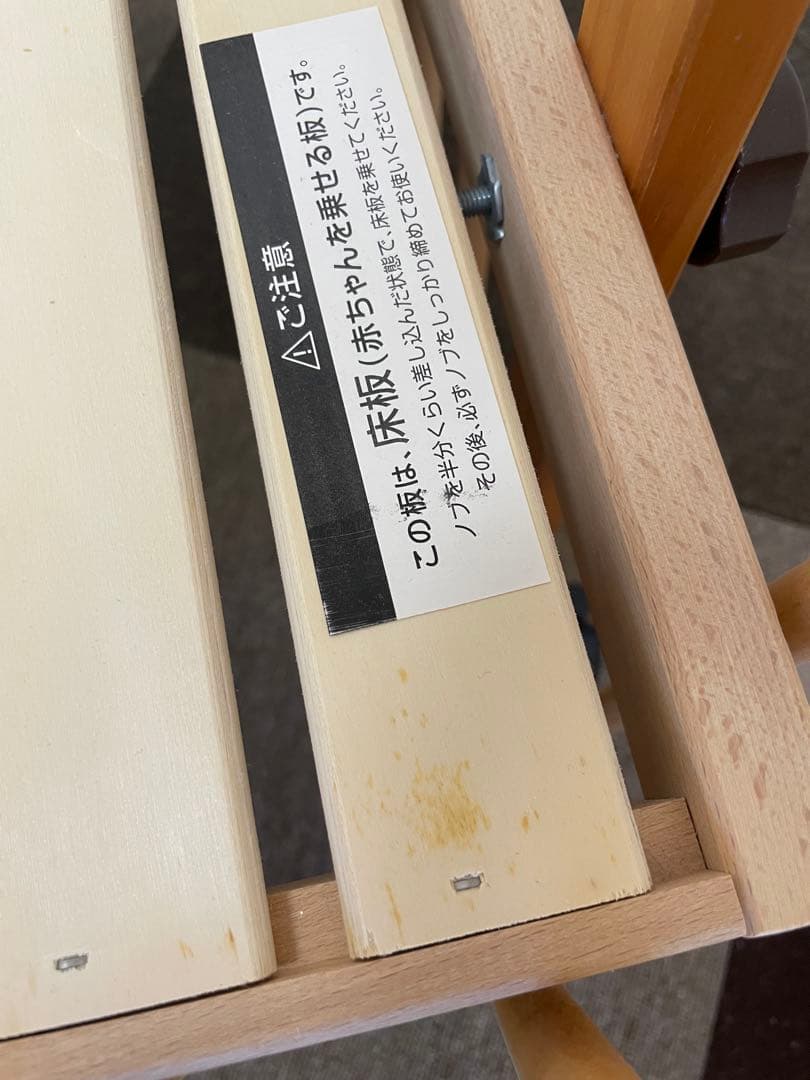 ⚠ご注意
この板は、床板(赤ちゃんを乗せる板)です。
ノブを半分くらい差し込んだ状態で、床板を乗せてください。
その後、必ずノブをしっかり締めてお使いください。